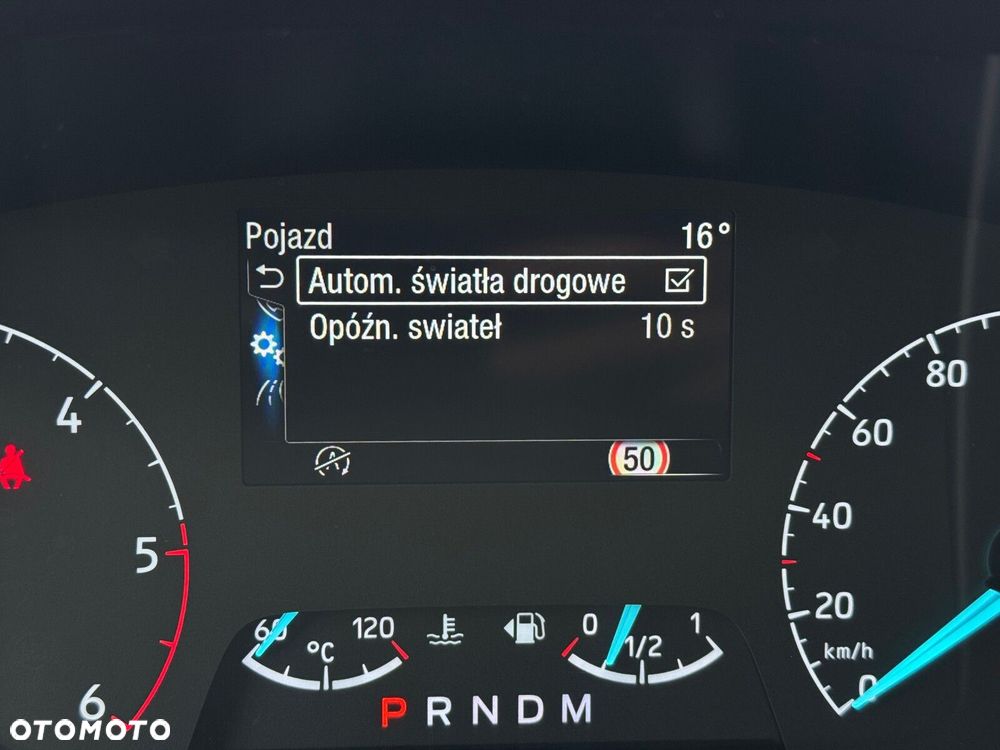 Pojazd 16°
Autom. światła drogowe
Opóźn. swiateł 10 s
A
50
4
5
6
80
60
40
20
0
km/h
60 120
°C
0 1/2 1
P R N D M
OTOMOTO